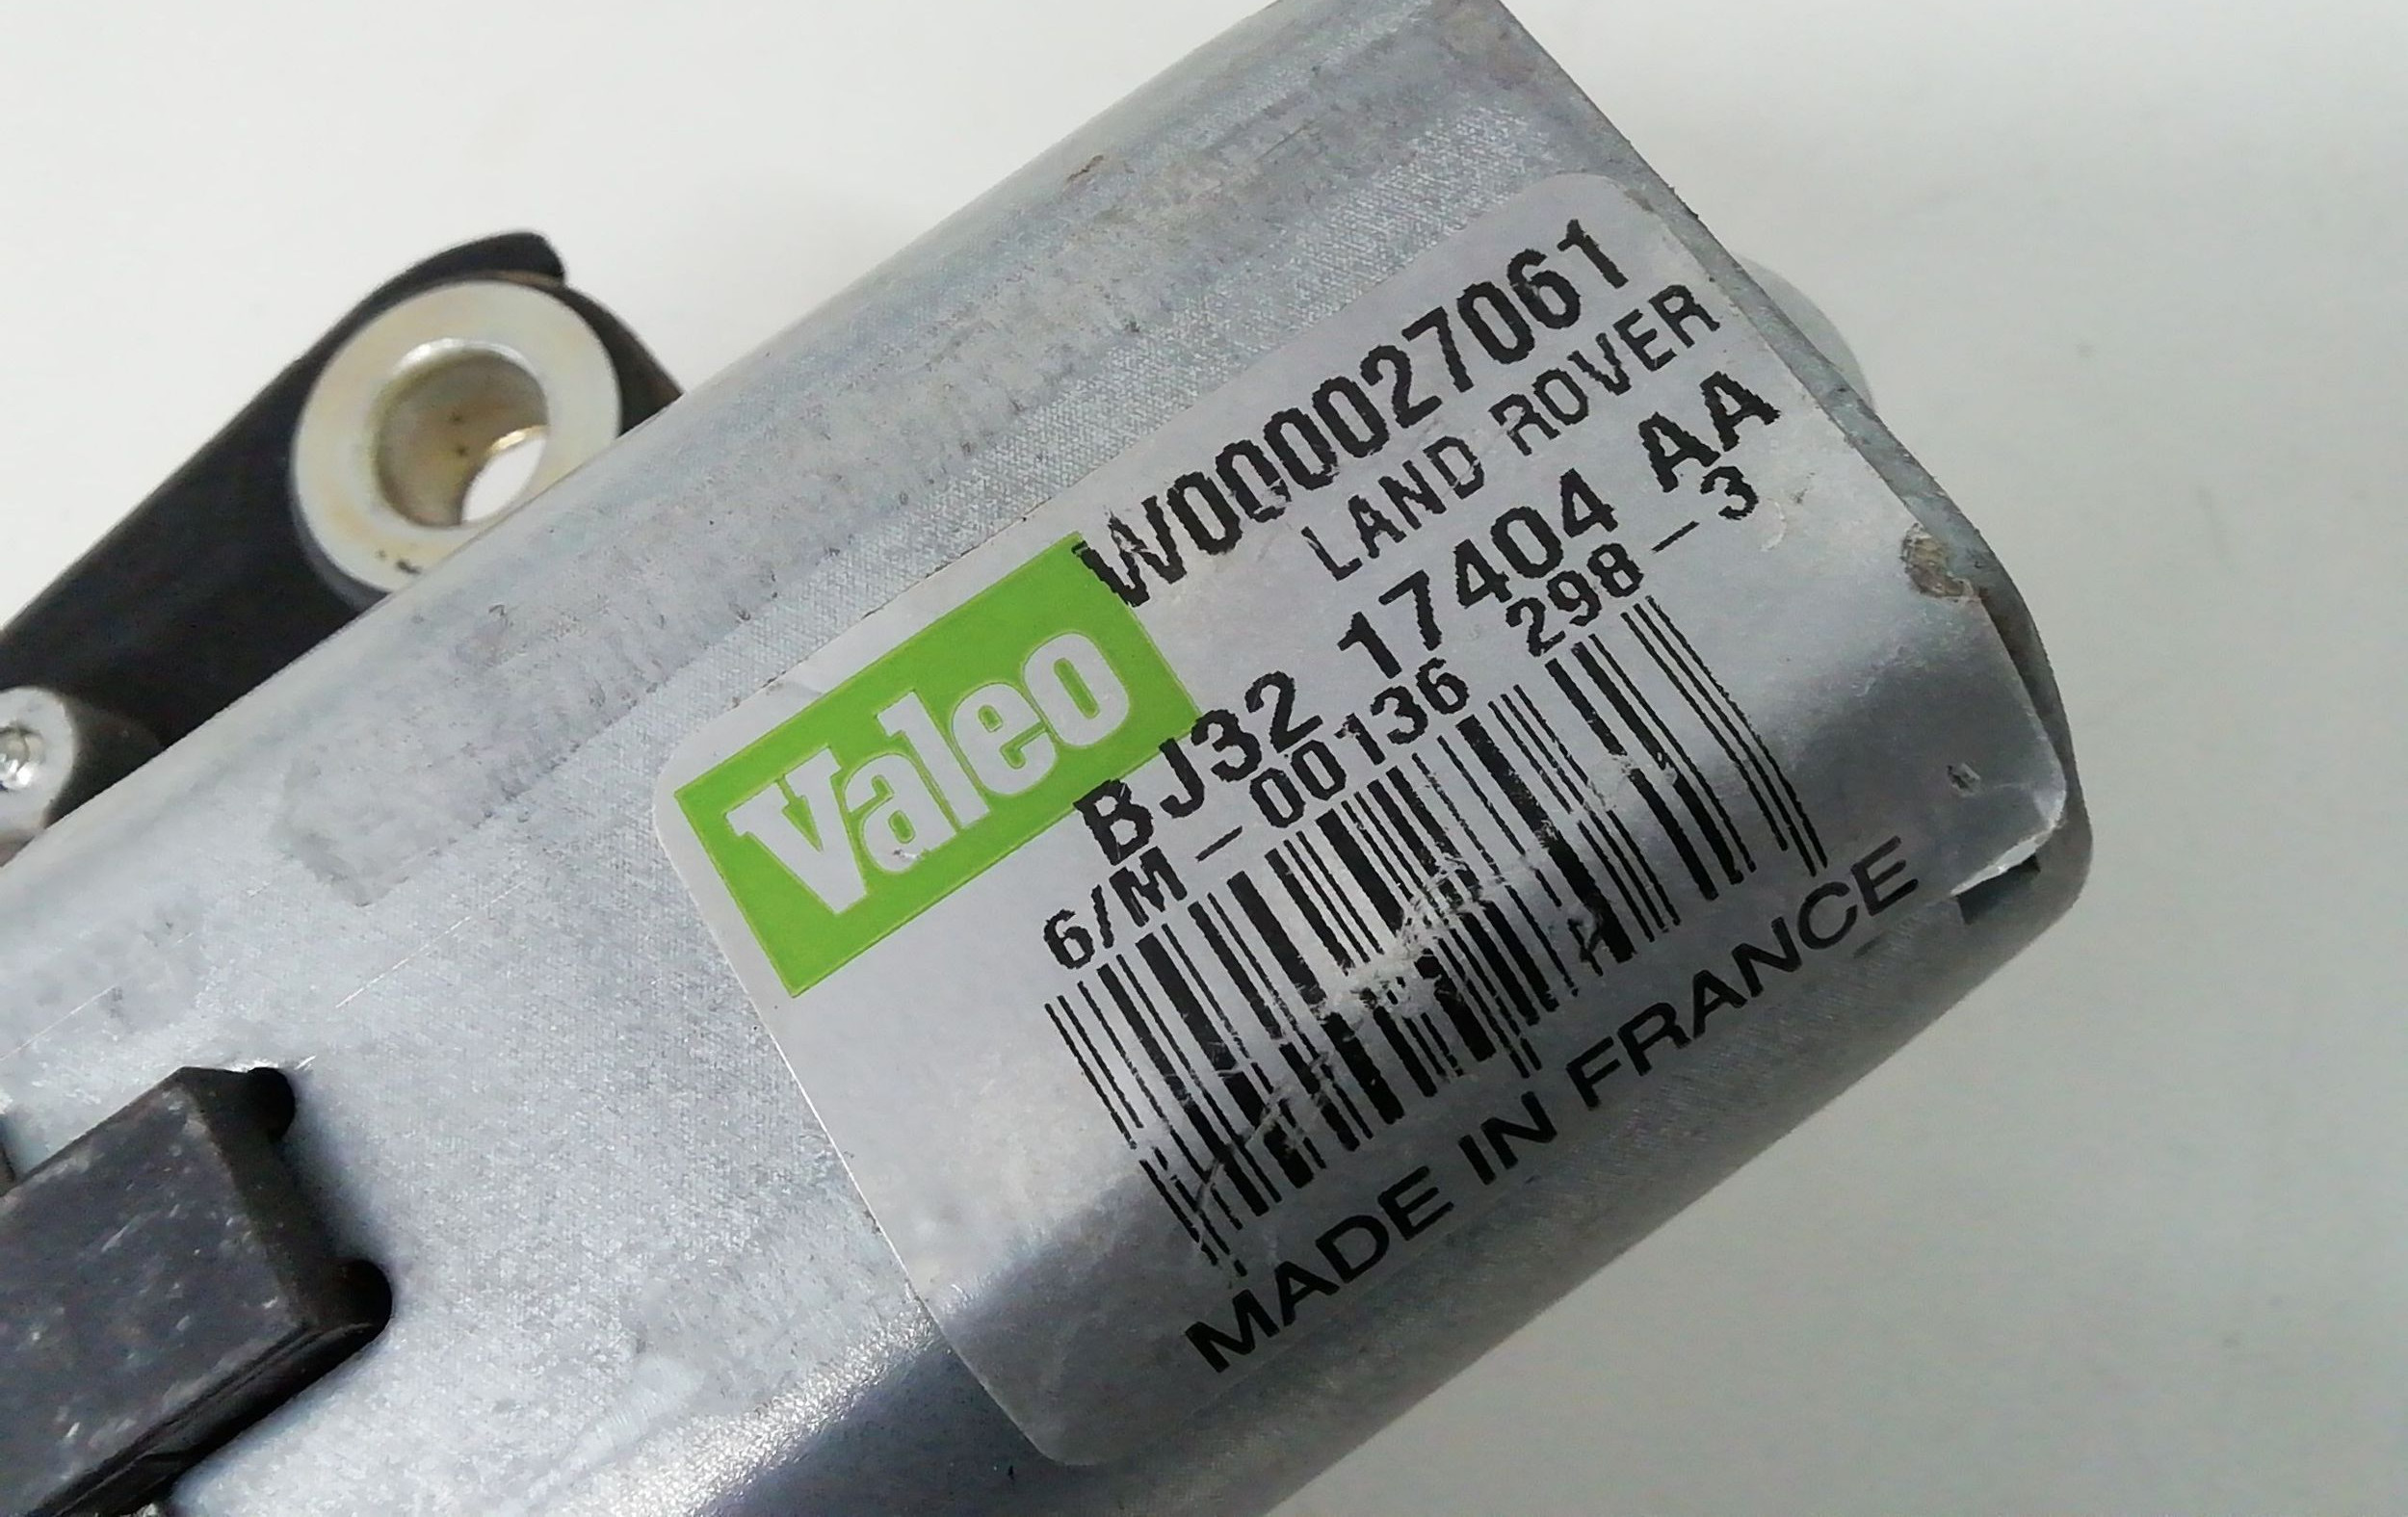 Valeo
W000027061
LAND ROVER
BJ32 17404 AA
6/M-00136 298-3
MADE IN FRANCE